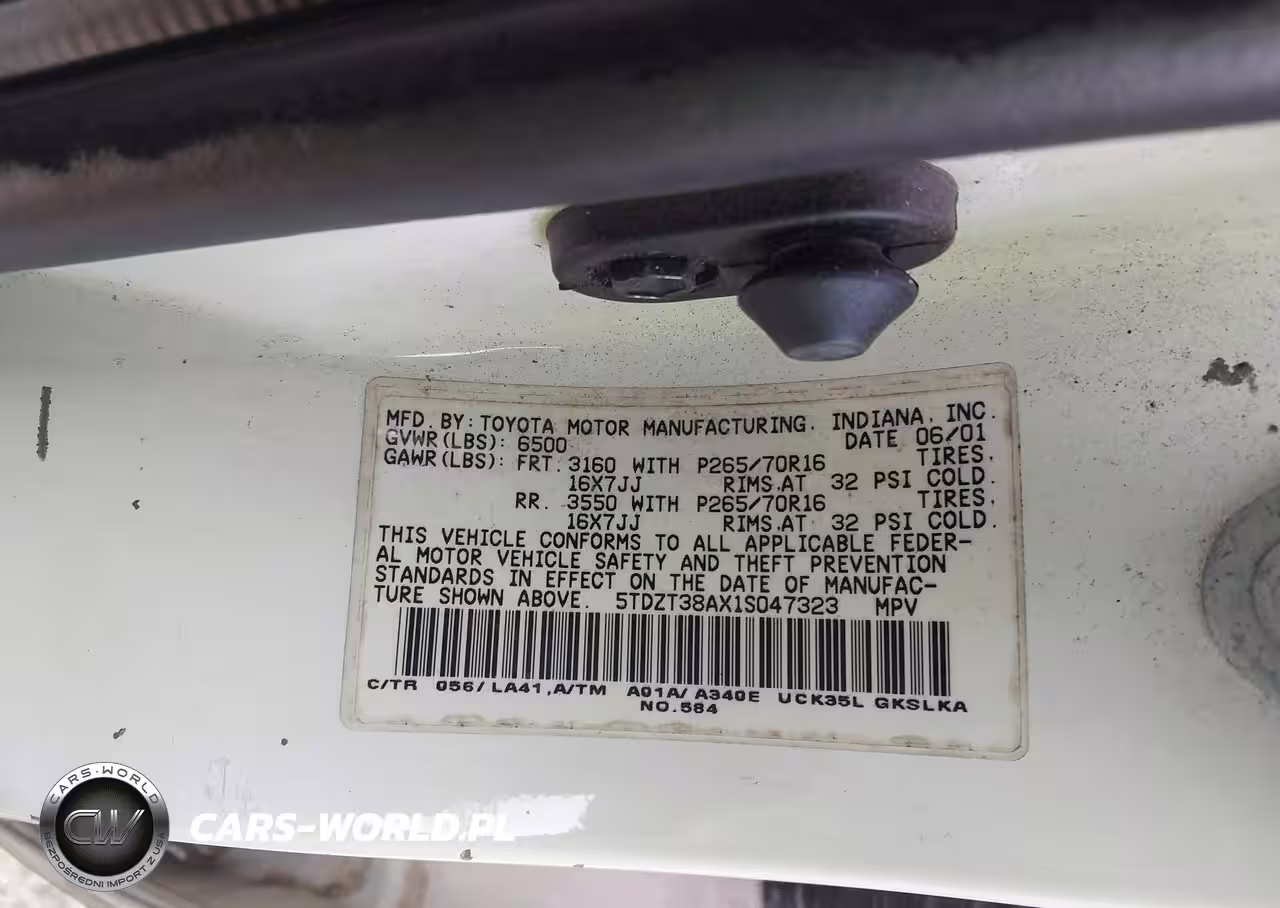 MFD. BY: TOYOTA MOTOR MANUFACTURING, INDIANA, INC.
GVWR(LBS): 6500 DATE 06/01
GAWR(LBS): FRT. 3160 WITH P265/70R16 TIRES,
16X7JJ RIMS,AT 32 PSI COLD.
RR. 3550 WITH P265/70R16 TIRES,
16X7JJ RIMS,AT 32 PSI COLD.
THIS VEHICLE CONFORMS TO ALL APPLICABLE FEDER-
AL MOTOR VEHICLE SAFETY AND THEFT PREVENTION
STANDARDS IN EFFECT ON THE DATE OF MANUFAC-
TURE SHOWN ABOVE. 5TDZT38AX1S047323 MPV
C/TR 056/LA41,A/TM A01A/A340E UCK35L GKSLKA
NO.584
CARS-WORLD
CW
BEZPOŚREDNI IMPORT Z USA
CARS-WORLD.PL